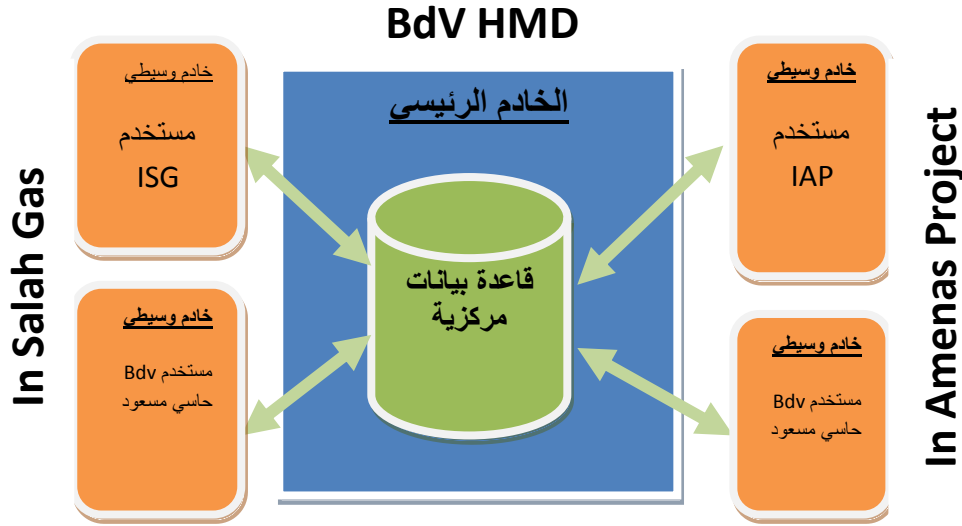 BdV HMD
In Salah Gas
خادم وسيطي
مستخدم
ISG
خادم وسيطي
مستخدم Bdv
حاسي مسعود
الخادم الرئيسي
قاعدة بيانات
مركزية
خادم وسيطي
مستخدم
IAP
خادم وسيطي
مستخدم Bdv
حاسي مسعود
In Amenas Project